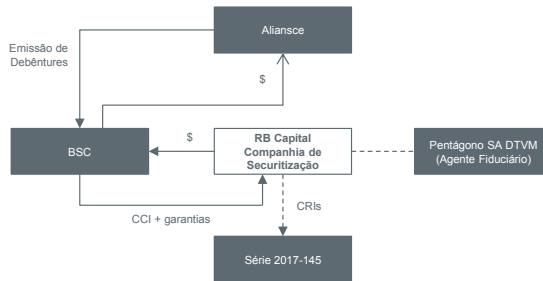 Aliansce
Emissão de
Debêntures
$
BSC
$
RB Capital
Companhia de
Securitização
Pentágono SA DTVM
(Agente Fiduciário)
CCI + garantias
CRIs
Série 2017-145